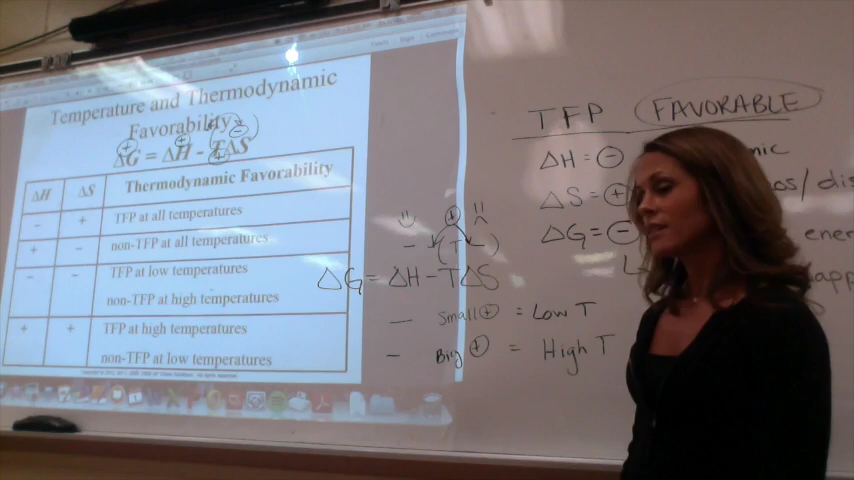 Temperature and Thermodynamic
Favorability
+ + ( - )
ΔG = ΔH - TΔS
+
ΔH ΔS Thermodynamic Favorability
- + TFP at all temperatures
+ - non-TFP at all temperatures
- - TFP at low temperatures
non-TFP at high temperatures
+ + TFP at high temperatures
non-TFP at low temperatures
TFP FAVORABLE
ΔH = ⊖
ΔS = ⊕
ΔG = ⊖
- ( T - )
ΔG = ΔH - TΔS
- Small ⊕ = Low T
- Big ⊕ = High T